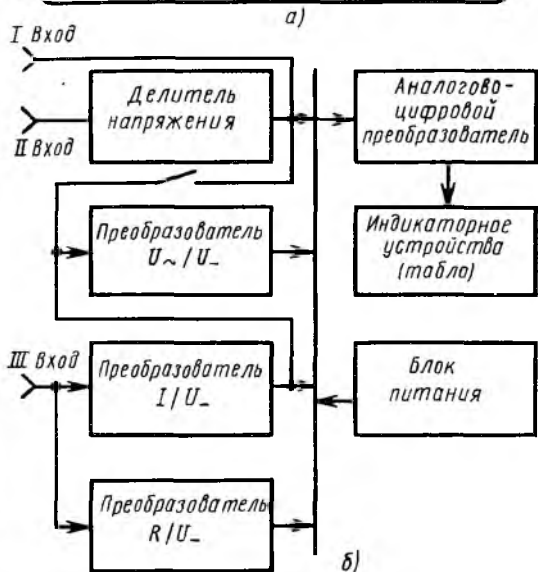 а)
I Вход
Делитель
напряжения
II Вход
Аналогово-
цифровой
преобразователь
Преобразователь
U~/U_
Индикаторное
устройства
(табло)
III Вход
Преобразователь
I/U_
Блок
питания
Преобразователь
R/U_
б)